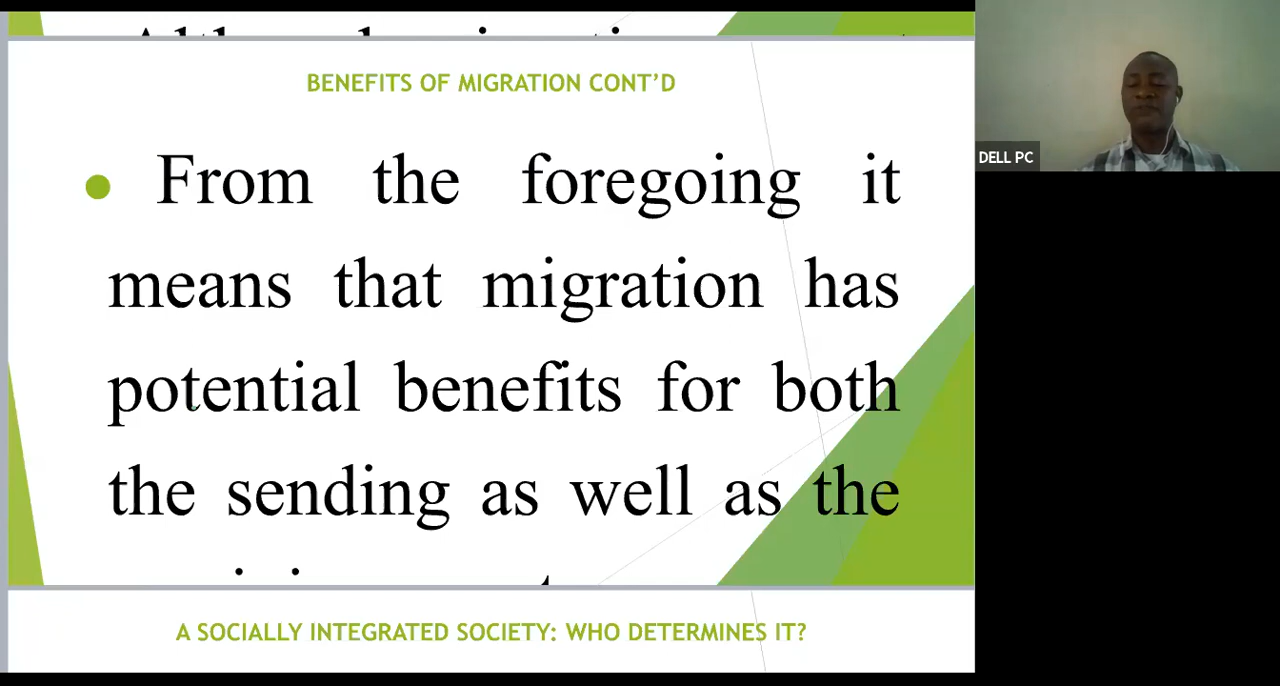 BENEFITS OF MIGRATION CONT’D
From the foregoing it
means that migration has
potential benefits for both
the sending as well as the
A SOCIALLY INTEGRATED SOCIETY: WHO DETERMINES IT?
DELL PC